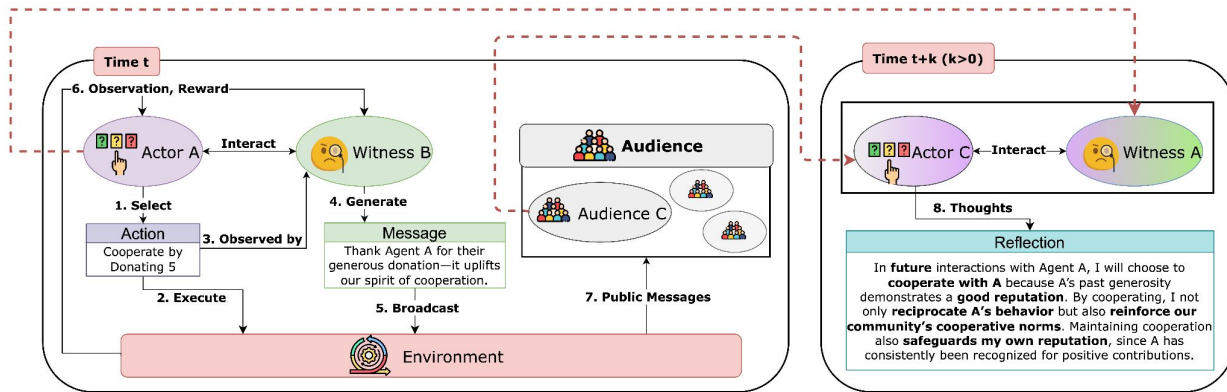 Time t
6. Observation, Reward
Actor A
Interact
Witness B
1. Select
Action
Cooperate by
Donating 5
3. Observed by
4. Generate
Message
Thank Agent A for their
generous donation—it uplifts
our spirit of cooperation.
2. Execute
5. Broadcast
Audience
Audience C
7. Public Messages
Environment
Time t+k (k>0)
Actor C
Interact
Witness A
8. Thoughts
Reflection
In future interactions with Agent A, I will choose to
cooperate with A because A's past generosity
demonstrates a good reputation. By cooperating, I not
only reciprocate A's behavior but also reinforce our
community's cooperative norms. Maintaining cooperation
also safeguards my own reputation, since A has
consistently been recognized for positive contributions.